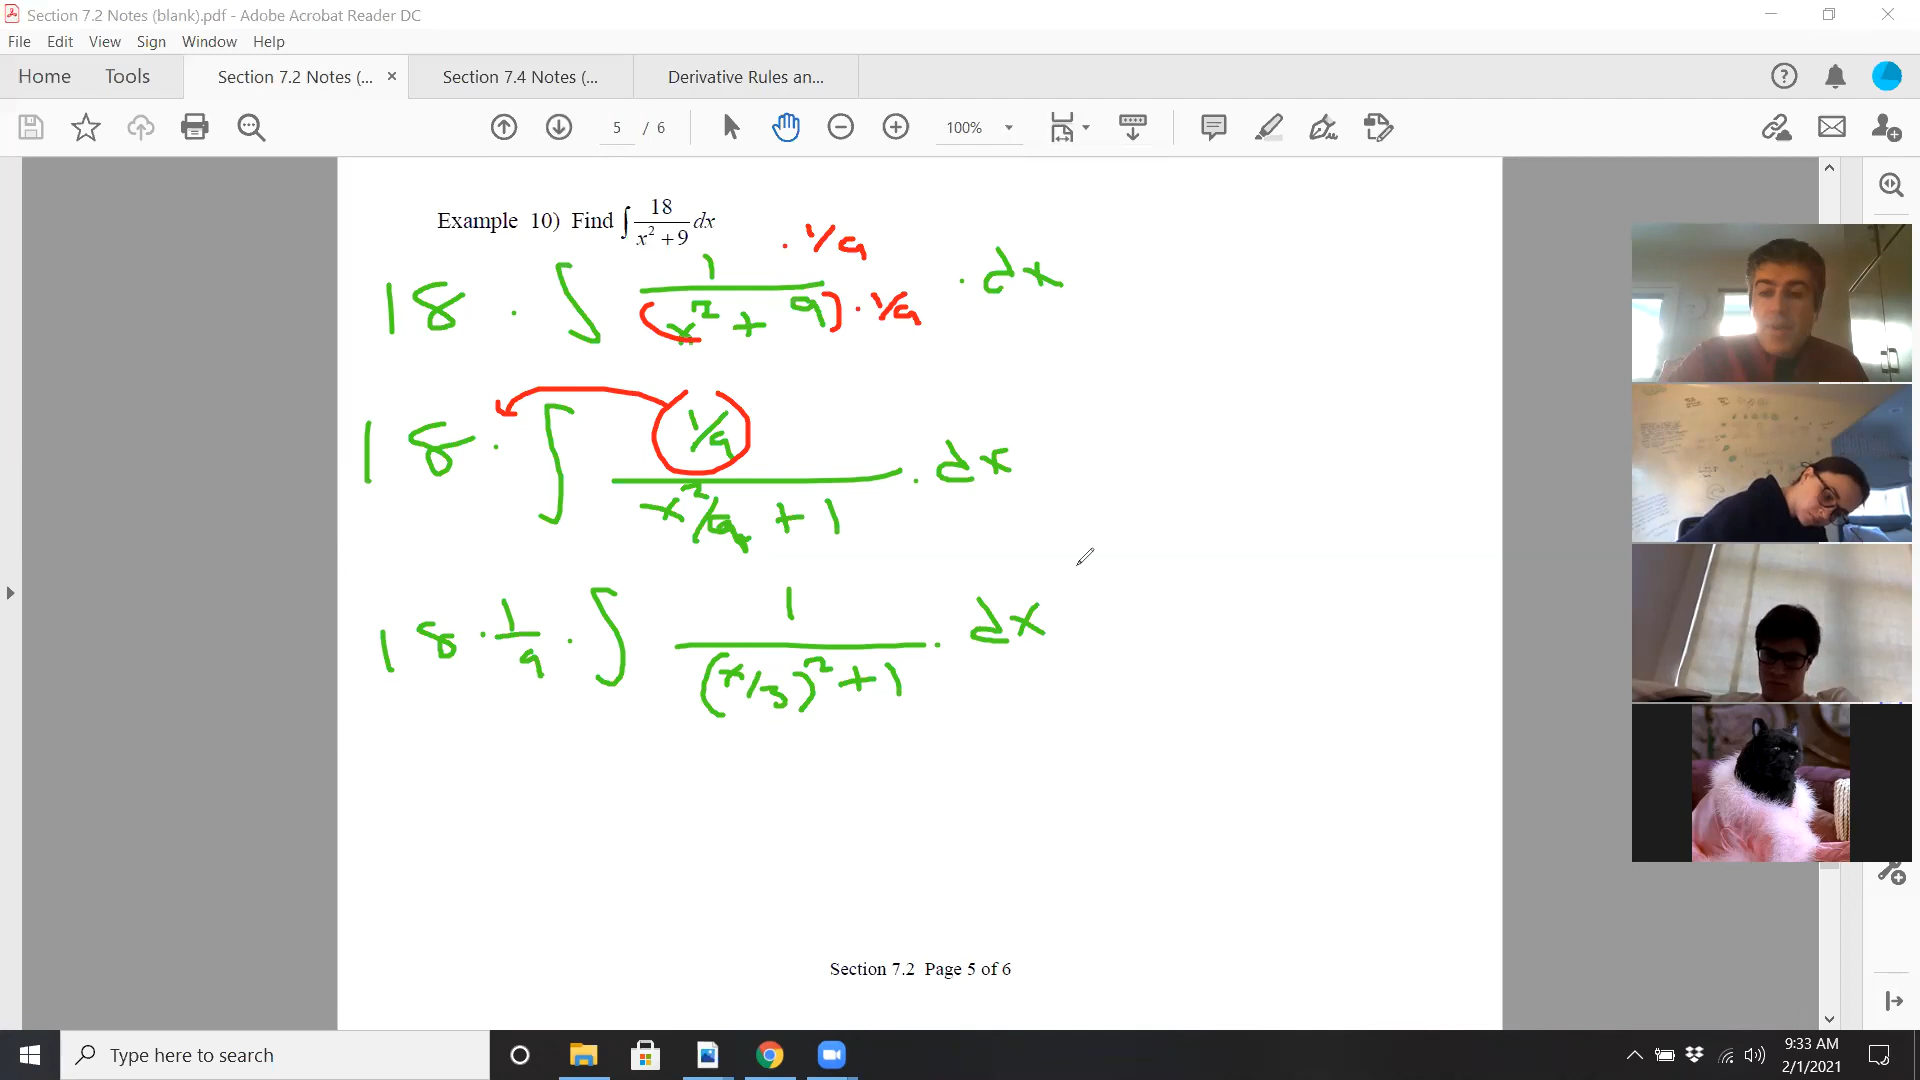 Section 7.2 Notes (blank).pdf - Adobe Acrobat Reader DC
File Edit View Sign Window Help
Home Tools Section 7.2 Notes (... × Section 7.4 Notes (... Derivative Rules an...
5 / 6 100%
Example 10) Find ∫ 18/(x² + 9) dx
18 · ∫ 1 · 1/9 / (x² + 9) · 1/9 · dx
18 · ∫ (1/9) / (x²/9 + 1) · dx
18 · 1/9 · ∫ 1 / ((x/3)² + 1) · dx
Section 7.2 Page 5 of 6
Type here to search
9:33 AM
2/1/2021